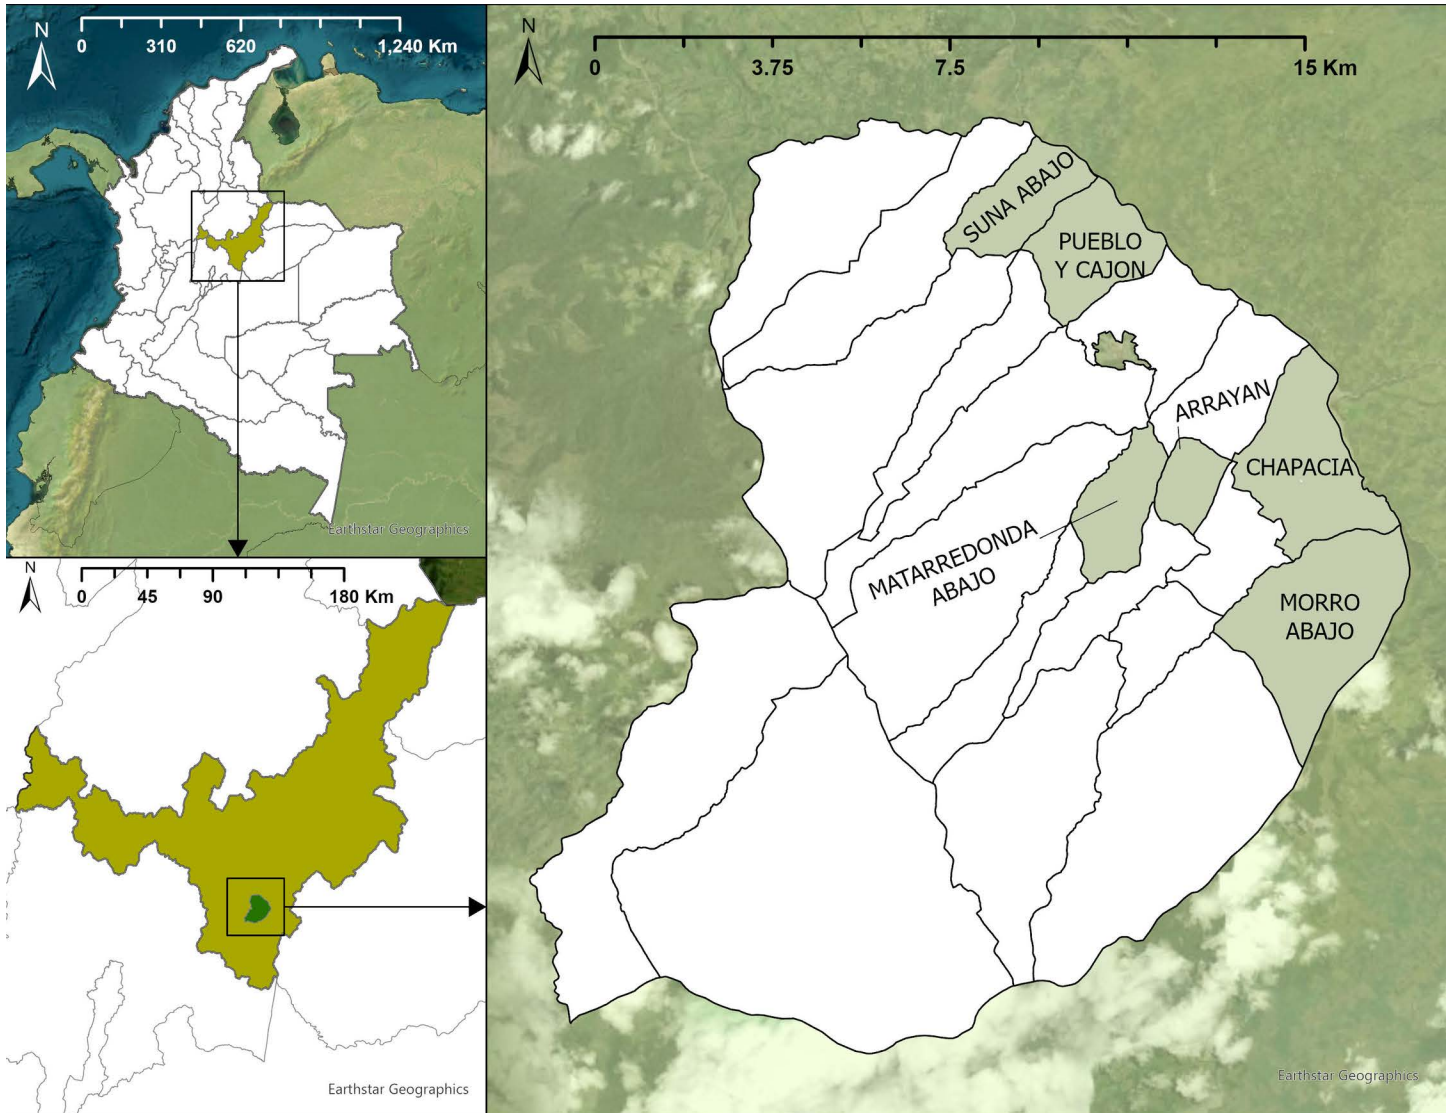 N
0 310 620 1,240 Km
Earthstar Geographics
N
0 45 90 180 Km
Earthstar Geographics
N
0 3.75 7.5 15 Km
SUNA ABAJO
PUEBLO
Y CAJON
ARRAYAN
CHAPACIA
MATARREDONDA
ABAJO
MORRO
ABAJO
Earthstar Geographics